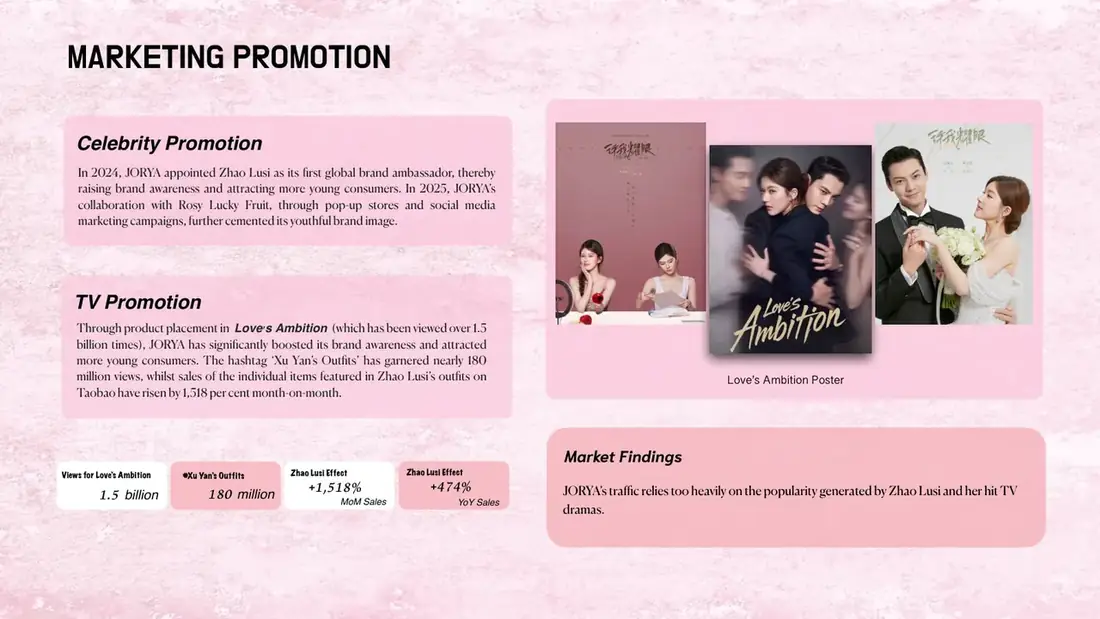 MARKETING PROMOTION
Celebrity Promotion
In 2024, JORYA appointed Zhao Lusi as its first global brand ambassador, thereby
raising brand awareness and attracting more young consumers. In 2025, JORYA's
collaboration with Rosy Lucky Fruit, through pop-up stores and social media
marketing campaigns, further cemented its youthful brand image.
TV Promotion
Through product placement in Love's Ambition (which has been viewed over 1.5
billion times), JORYA has significantly boosted its brand awareness and attracted
more young consumers. The hashtag ‘Xu Yan's Outfits’ has garnered nearly 180
million views, whilst sales of the individual items featured in Zhao Lusi's outfits on
Taobao have risen by 1,518 per cent month-on-month.
Views for Love's Ambition
1.5 billion
#Xu Yan's Outfits
180 million
Zhao Lusi Effect
+1,518%
MoM Sales
Zhao Lusi Effect
+474%
YoY Sales
许我耀眼
Love's
Ambition
许我耀眼
Love's Ambition Poster
Market Findings
JORYA's traffic relies too heavily on the popularity generated by Zhao Lusi and her hit TV
dramas.